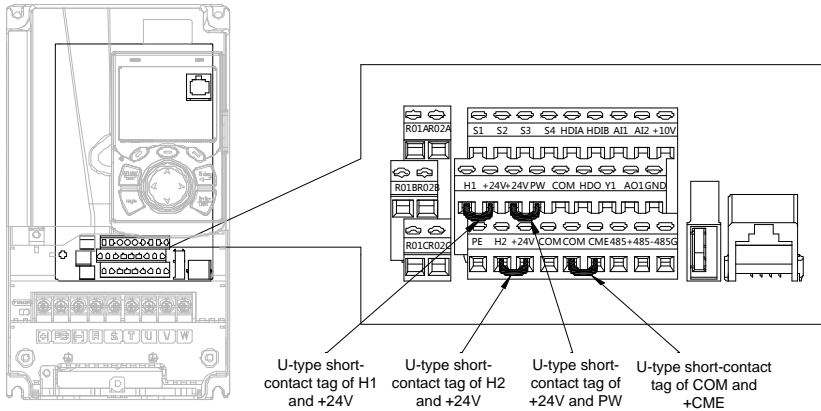 R01A R02A
S1 S2 S3 S4 HDIA HDIB AI1 AI2 +10V
R01B R02B
H1 +24V +24V PW COM HDO Y1 AO1 GND
R01C R02C
PE H2 +24V COM COM CME 485+ 485- 485G
(+) PB (-) R S T U V W
U-type short-
contact tag of H1
and +24V
U-type short-
contact tag of H2
and +24V
U-type short-
contact tag of
+24V and PW
U-type short-contact
tag of COM and
+CME